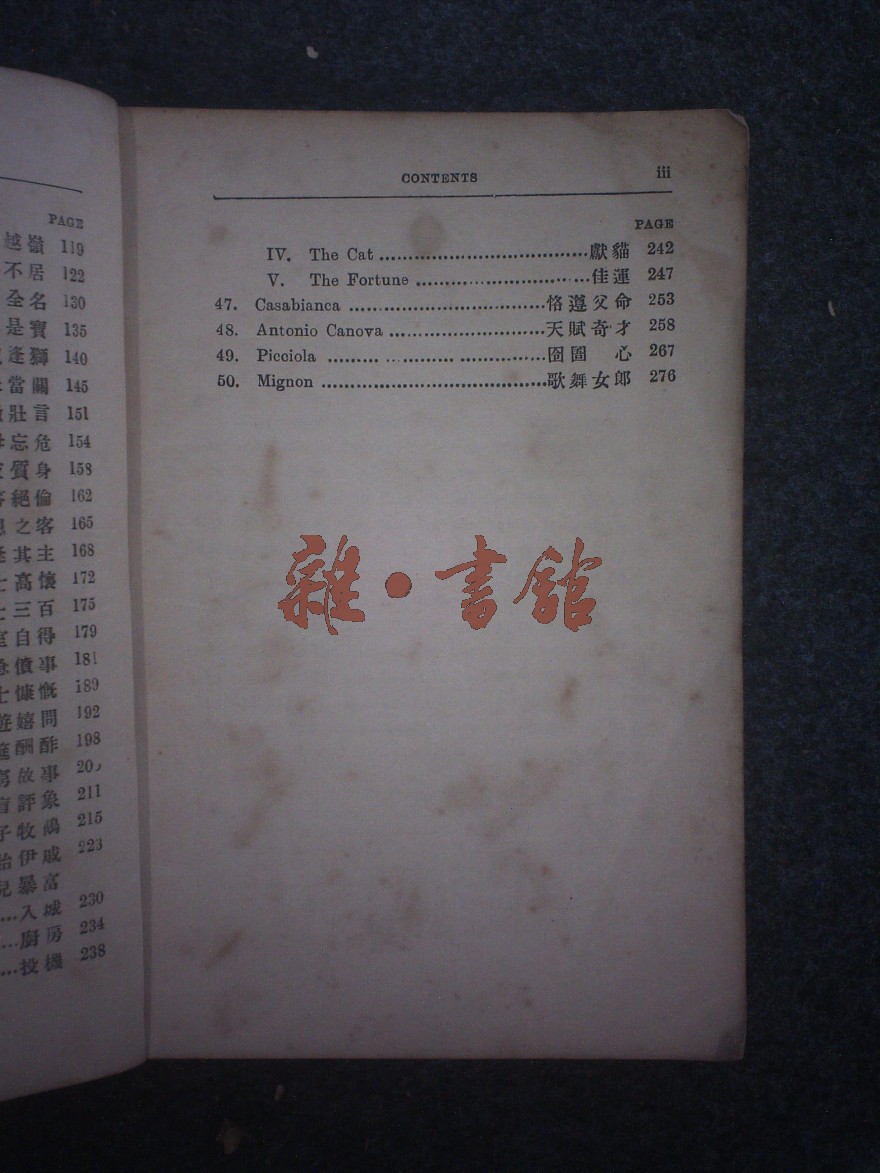 PAGE
越嶺 119
不居 122
全名 130
是寶 135
逢獅 140
當關 145
壯言 151
忘危 154
質身 158
絕倫 162
之客 165
其主 168
高懷 172
三百 175
自得 179
僨事 181
慷慨 189
嬉問 192
酬酢 198
故事
評象 211
牧鵝 215
伊戚 223
暴富
...入城 230
...廚房 234
...投機 238
CONTENTS iii
PAGE
IV. The Cat ..................................... 獻貓 242
V. The Fortune .............................. 佳運 247
47. Casabianca ................................... 恪遵父命 253
48. Antonio Canova ............................ 天賦奇才 258
49. Picciola ......... ............ ............... 囹圄 心 267
50. Mignon ........................................ 歌舞女郎 276
雜·書館